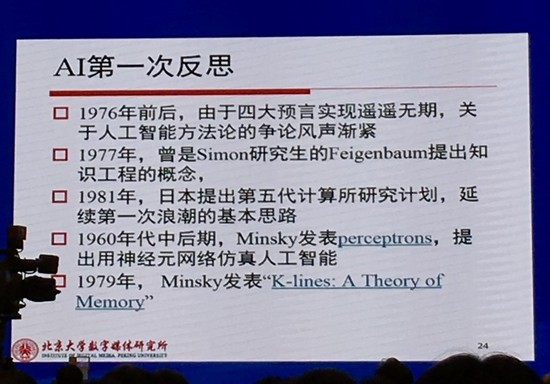 AI第一次反思
1976年前后，由于四大预言实现遥遥无期，关
于人工智能方法论的争论风声渐紧
1977年，曾是Simon研究生的Feigenbaum提出知
识工程的概念，
1981年，日本提出第五代计算所研究计划，延
续第一次浪潮的基本思路
1960年代中后期，Minsky发表perceptrons，提
出用神经元网络仿真人工智能
1979年， Minsky发表“K-lines: A Theory of
Memory”
北京大学数字媒体研究所
INSTITUTE OF DIGITAL MEDIA, PEKING UNIVERSITY
24